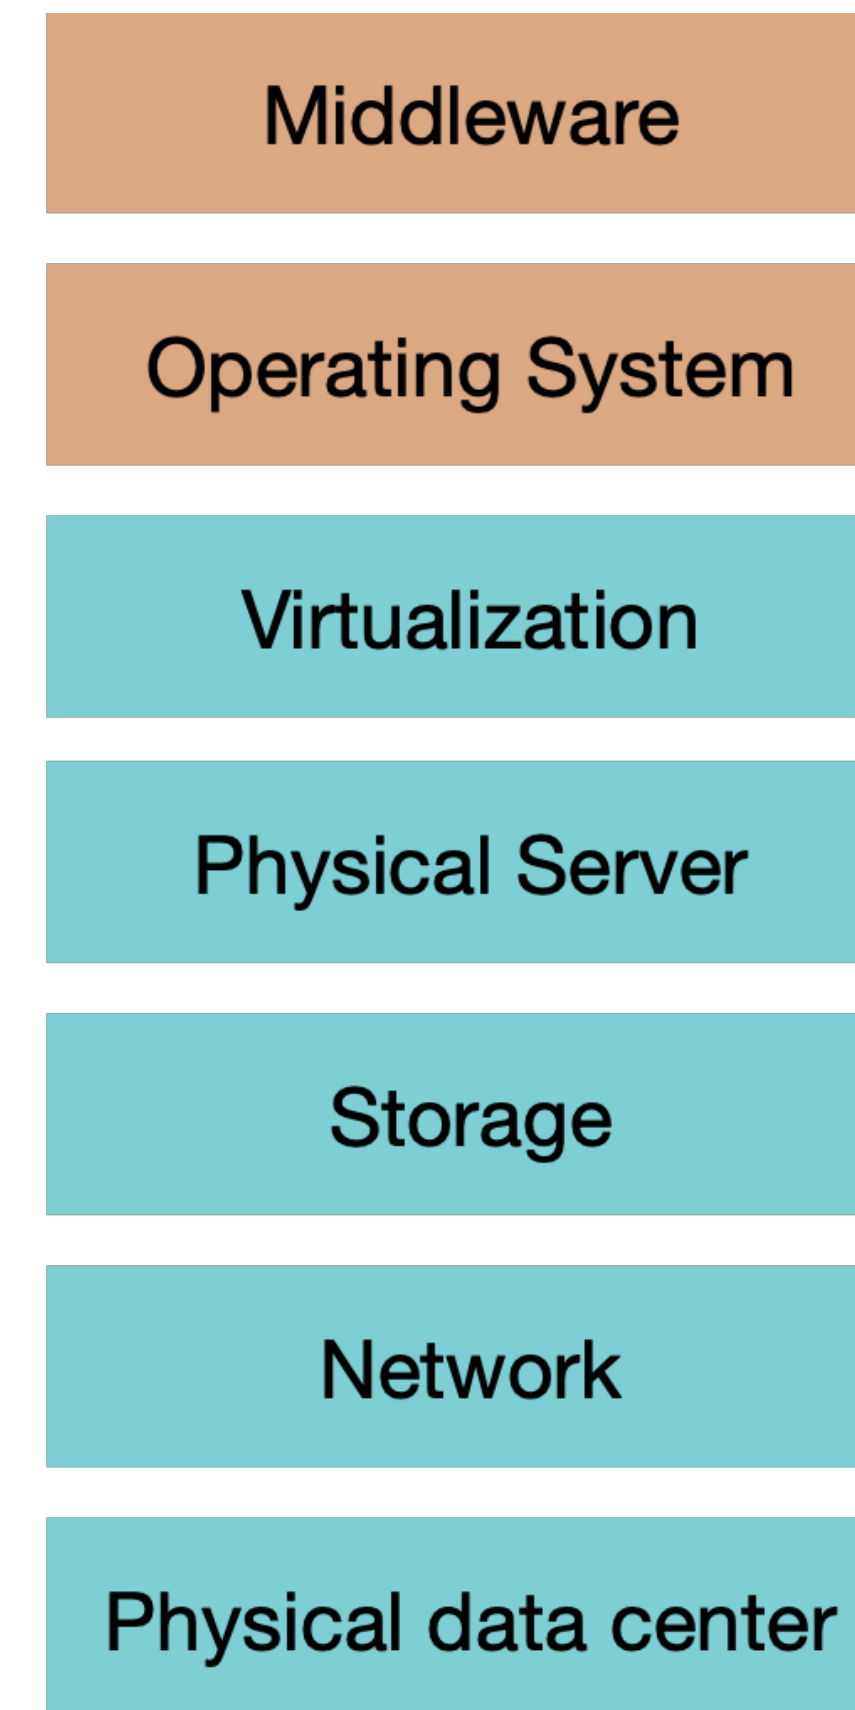 Middleware
Operating System
Virtualization
Physical Server
Storage
Network
Physical data center